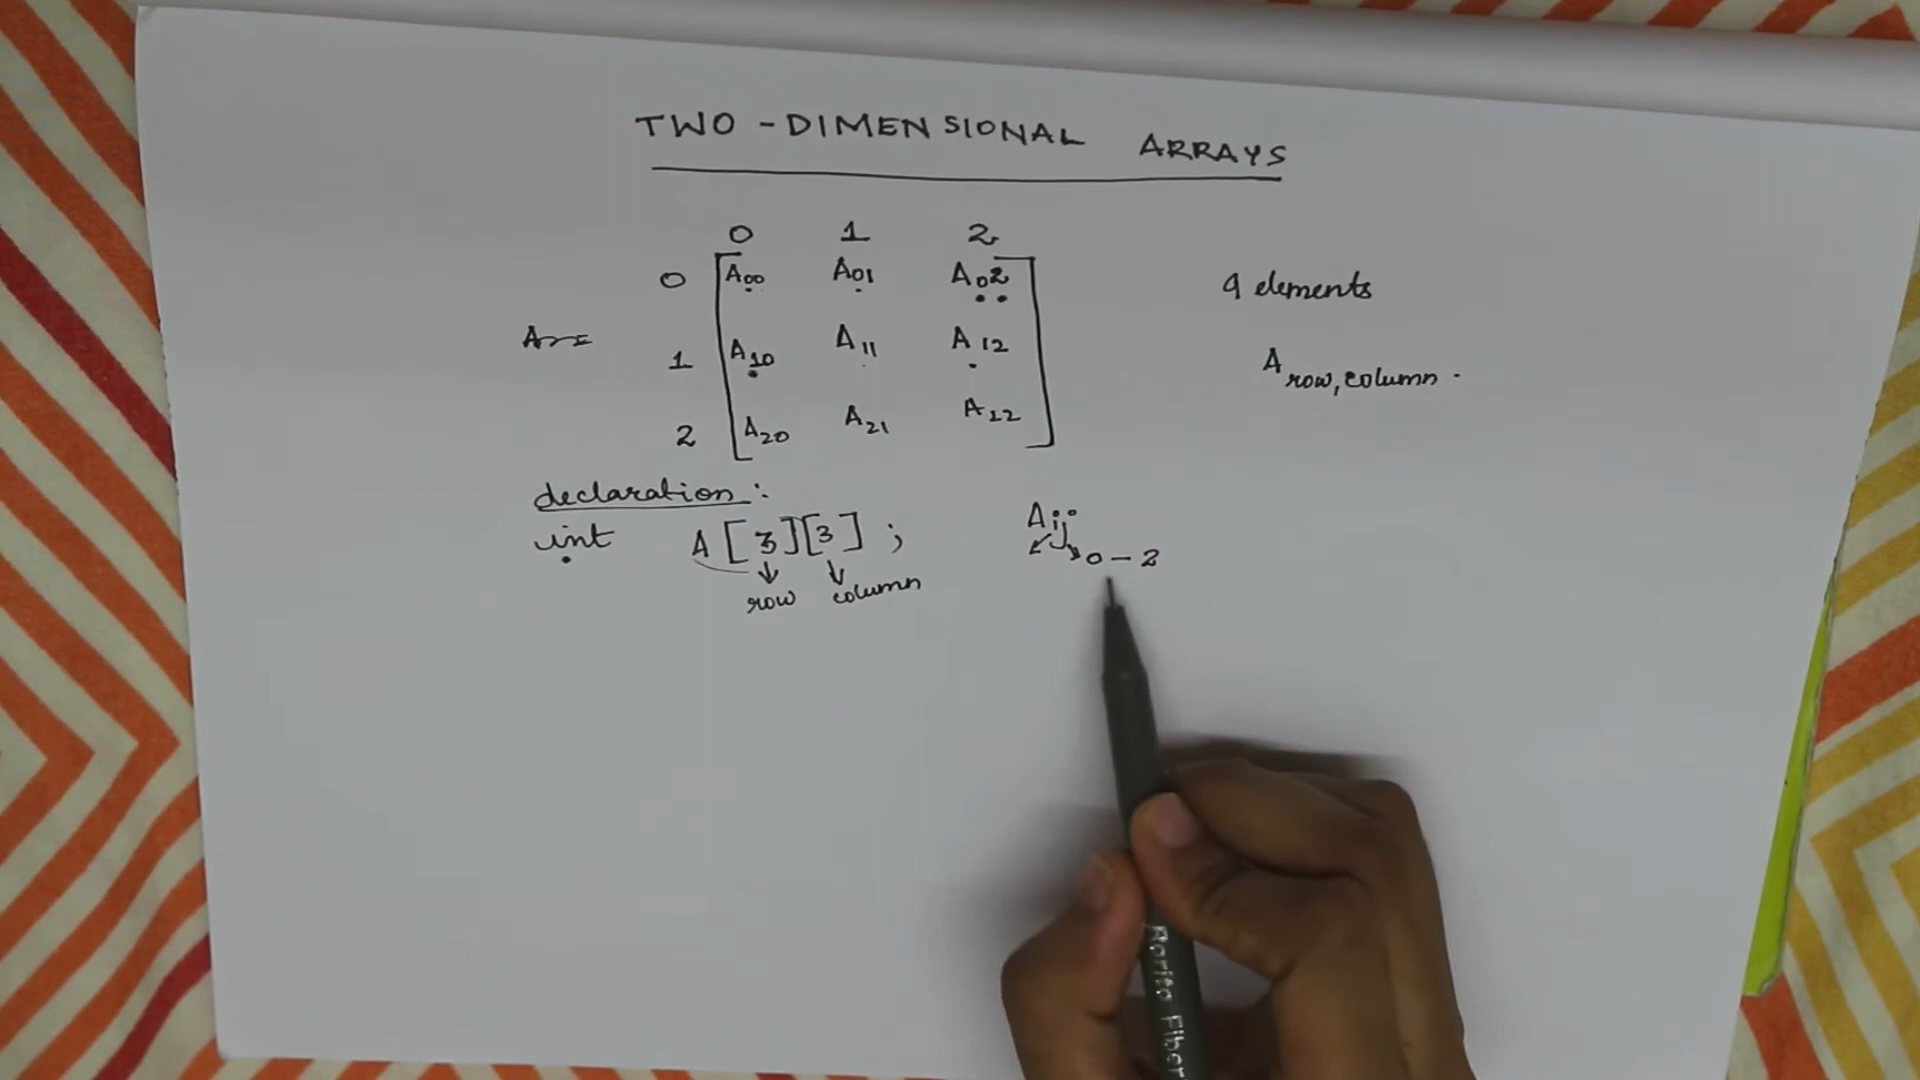 TWO-DIMENSIONAL ARRAYS
0 1 2
0 A00 A01 A02
9 elements
A =
1 A10 A11 A12
A row, column.
2 A20 A21 A12
declaration:
int A[3][3];
Aij
0-2
row column